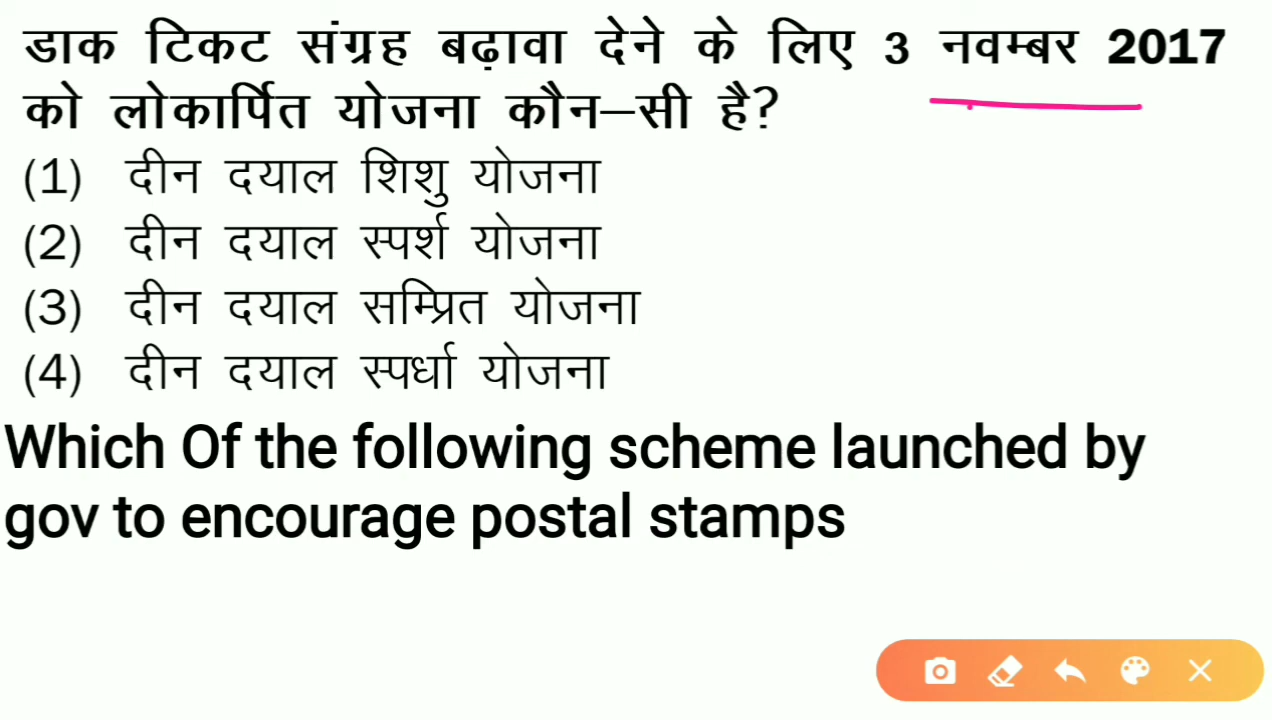 डाक टिकट संग्रह बढ़ावा देने के लिए 3 नवम्बर 2017
को लोकार्पित योजना कौन–सी है?
(1) दीन दयाल शिशु योजना
(2) दीन दयाल स्पर्श योजना
(3) दीन दयाल सम्प्रित योजना
(4) दीन दयाल स्पर्धा योजना
Which Of the following scheme launched by
gov to encourage postal stamps